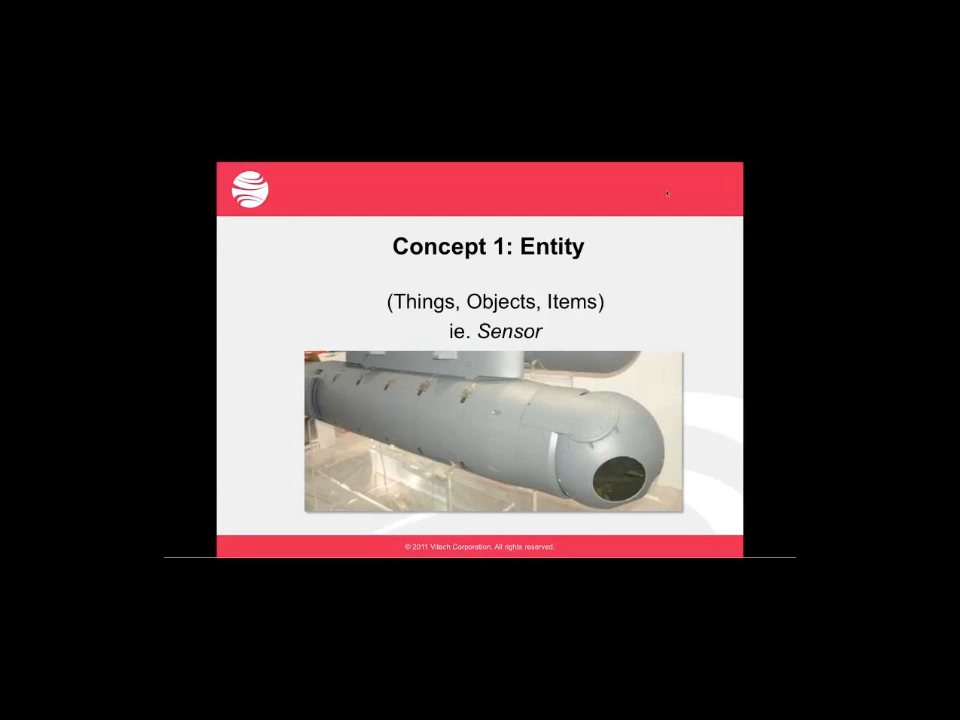 Concept 1: Entity
(Things, Objects, Items)
ie. Sensor
© 2011 Vitech Corporation. All rights reserved.